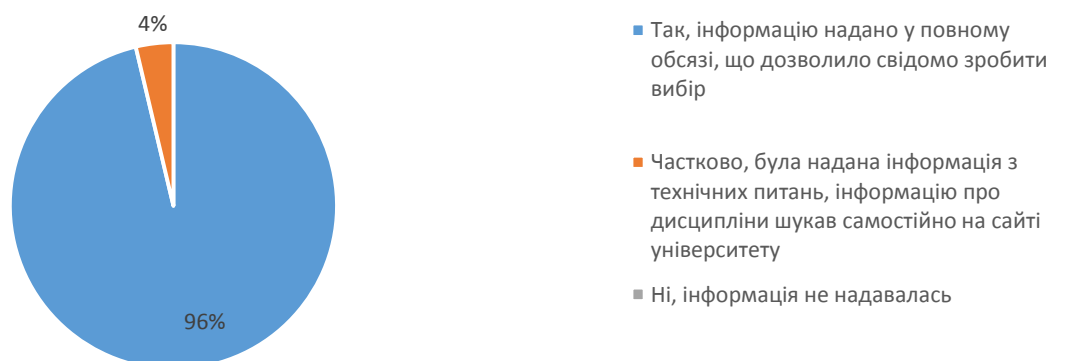 4%
96%
Так, інформацію надано у повному
обсязі, що дозволило свідомо зробити
вибір
Частково, була надана інформація з
технічних питань, інформацію про
дисципліни шукав самостійно на сайті
університету
Ні, інформація не надавалась